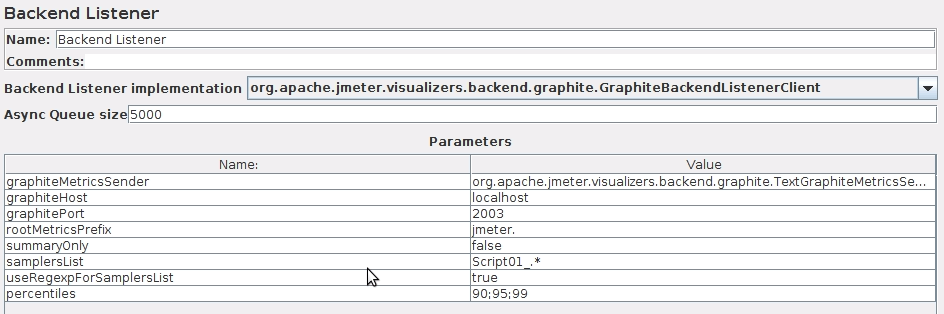 Backend Listener
Name: Backend Listener
Comments:
Backend Listener implementation org.apache.jmeter.visualizers.backend.graphite.GraphiteBackendListenerClient
Async Queue size 5000
Parameters
Name: Value
graphiteMetricsSender org.apache.jmeter.visualizers.backend.graphite.TextGraphiteMetricsSe...
graphiteHost localhost
graphitePort 2003
rootMetricsPrefix jmeter.
summaryOnly false
samplersList Script01_.*
useRegexpForSamplersList true
percentiles 90;95;99